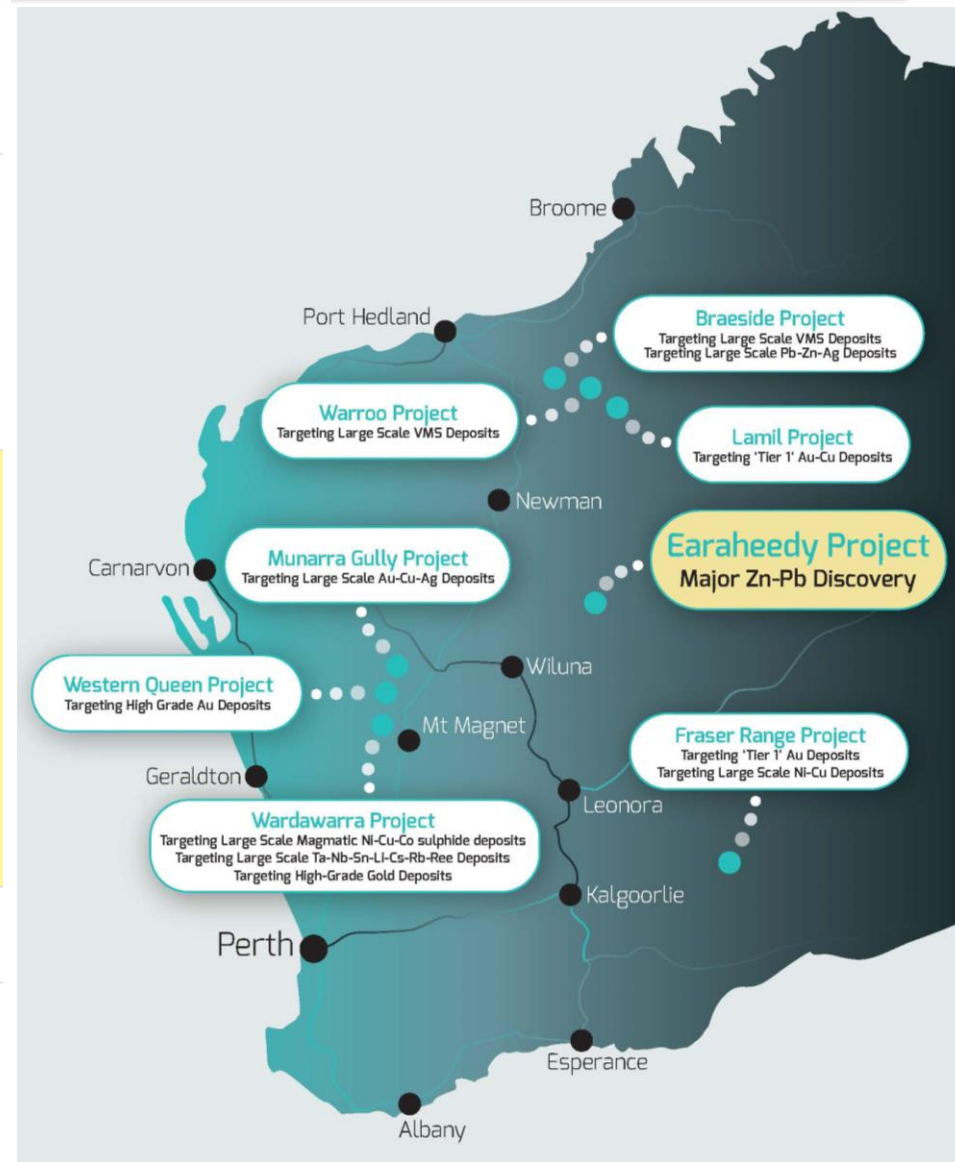 Broome
Port Hedland
Braeside Project
Targeting Large Scale VMS Deposits
Targeting Large Scale Pb-Zn-Ag Deposits
Warroo Project
Targeting Large Scale VMS Deposits
Lamil Project
Targeting 'Tier 1' Au-Cu Deposits
Newman
Earaheedy Project
Major Zn-Pb Discovery
Carnarvon
Munarra Gully Project
Targeting Large Scale Au-Cu-Ag Deposits
Wiluna
Western Queen Project
Targeting High Grade Au Deposits
Mt Magnet
Fraser Range Project
Targeting 'Tier 1' Au Deposits
Targeting Large Scale Ni-Cu Deposits
Geraldton
Leonora
Wardawarra Project
Targeting Large Scale Magmatic Ni-Cu-Co sulphide deposits
Targeting Large Scale Ta-Nb-Sn-Li-Cs-Rb-Ree Deposits
Targeting High-Grade Gold Deposits
Kalgoorlie
Perth
Esperance
Albany